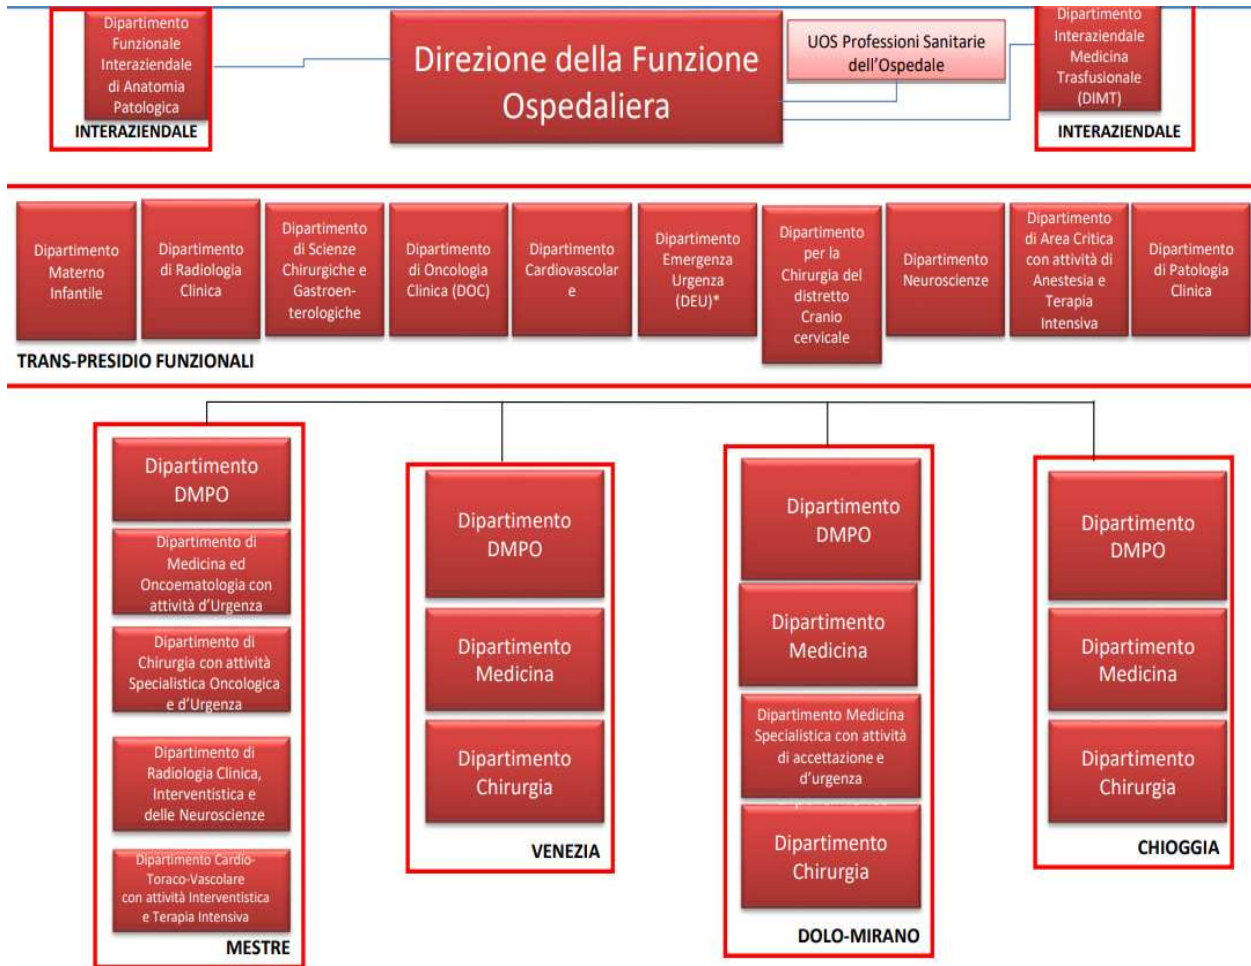 Dipartimento
Funzionale
Interaziendale
di Anatomia
Patologica
INTERAZIENDALE
Direzione della Funzione
Ospedaliera
UOS Professioni Sanitarie
dell'Ospedale
Dipartimento
Interaziendale
Medicina
Trasfusionale
(DIMT)
INTERAZIENDALE
Dipartimento
Materno
Infantile
Dipartimento
di Radiologia
Clinica
Dipartimento
di Scienze
Chirurgiche e
Gastroen-
terologiche
Dipartimento
di Oncologia
Clinica (DOC)
Dipartimento
Cardiovascolar
e
Dipartimento
Emergenza
Urgenza
(DEU)*
Dipartimento
per la
Chirurgia del
distretto
Cranio
cervicale
Dipartimento
Neuroscienze
Dipartimento
di Area Critica
con attività di
Anestesia e
Terapia
Intensiva
Dipartimento
di Patologia
Clinica
TRANS-PRESIDIO FUNZIONALI
Dipartimento
DMPO
Dipartimento di
Medicina ed
Oncoematologia con
attività d'Urgenza
Dipartimento di
Chirurgia con attività
Specialistica Oncologica
e d'Urgenza
Dipartimento di
Radiologia Clinica,
Interventistica e
delle Neuroscienze
Dipartimento Cardio-
Toraco-Vascolare
con attività Interventistica
e Terapia Intensiva
MESTRE
Dipartimento
DMPO
Dipartimento
Medicina
Dipartimento
Chirurgia
VENEZIA
Dipartimento
DMPO
Dipartimento
Medicina
Dipartimento Medicina
Specialistica con attività
di accettazione e
d'urgenza
Dipartimento
Chirurgia
DOLO-MIRANO
Dipartimento
DMPO
Dipartimento
Medicina
Dipartimento
Chirurgia
CHIOGGIA